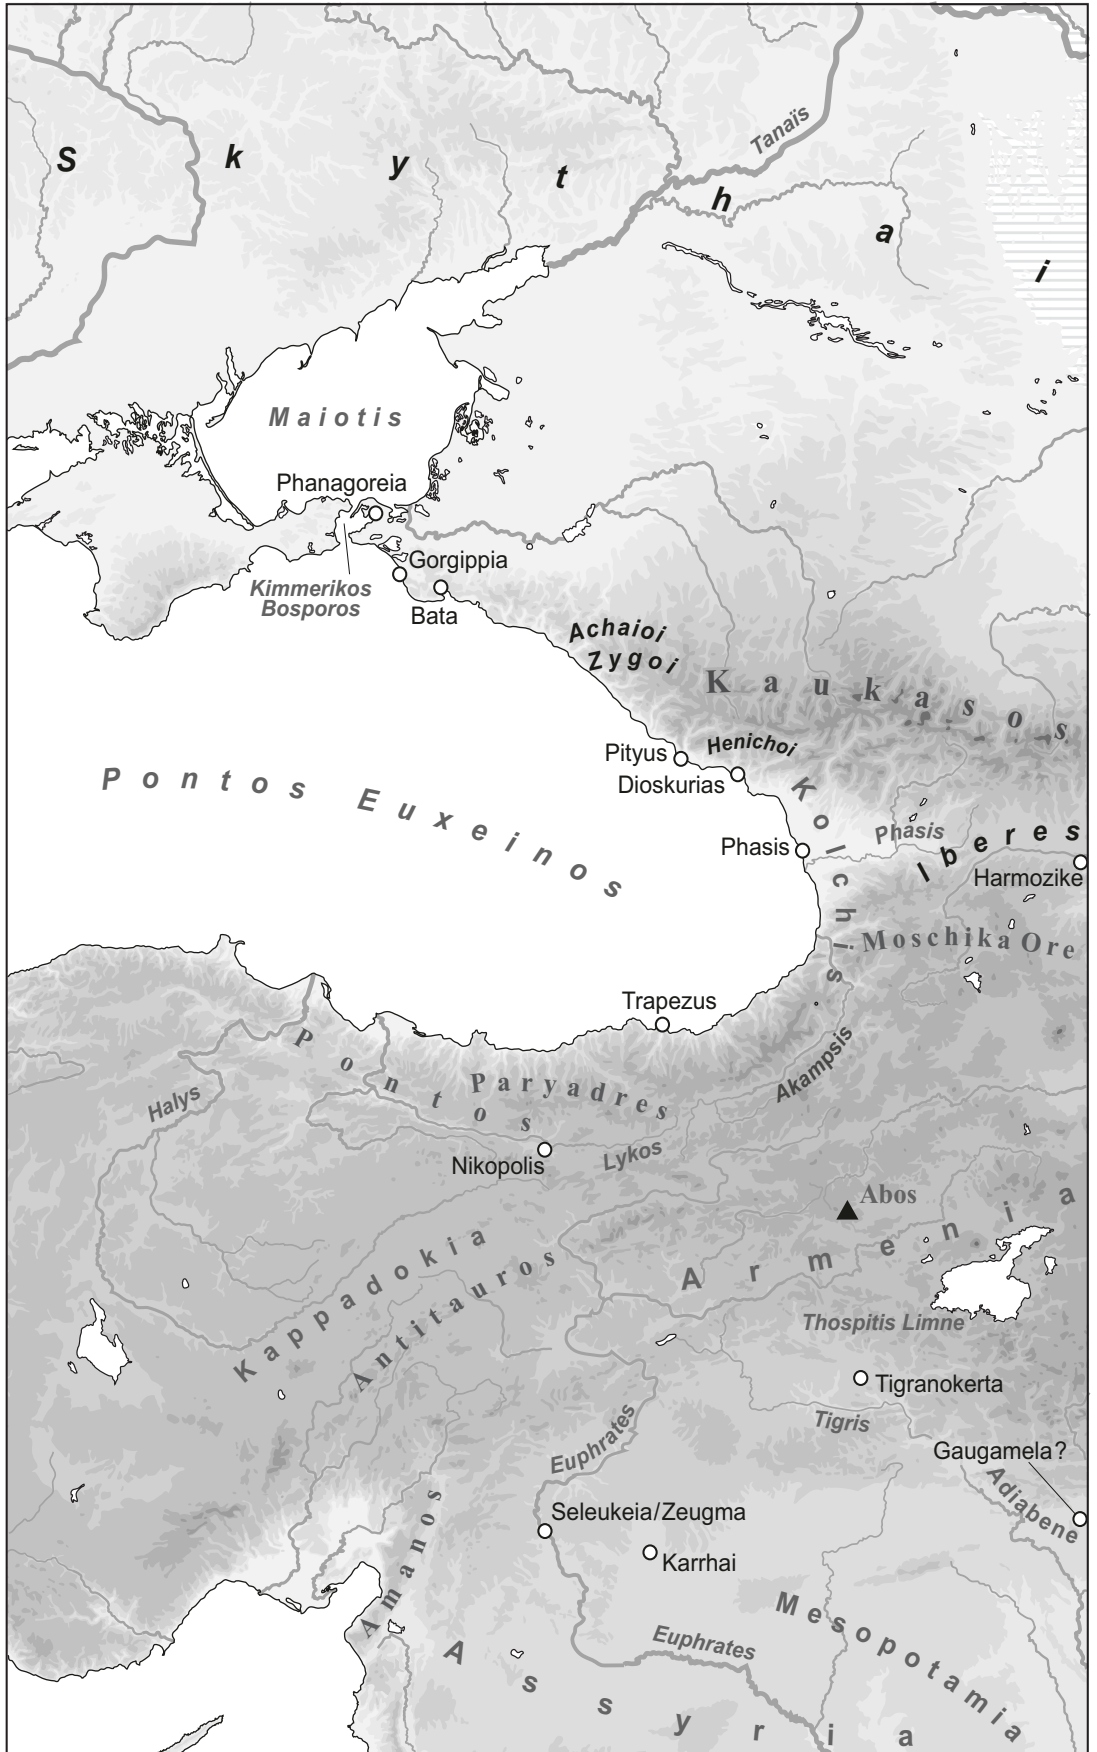 Skythai
Tanaïs
Maiotis
Phanagoreia
Gorgippia
Kimmerikos
Bosporos
Bata
Achaioi
Zygoi
Kaukasos
Henichoi
Pityus
Dioskurias
Pontos Euxeinos
Kolchis
Phasis
Phasis
Iberes
Harmozike
Moschika Ore
Trapezus
Pontos
Paryadres
Akampsis
Halys
Lykos
Nikopolis
Abos
Armenia
Kappadokia
Antitauros
Thospitis Limne
Tigranokerta
Tigris
Euphrates
Gaugamela?
Adiabene
Seleukeia/Zeugma
Karrhai
Amanos
Mesopotamia
Euphrates
Assyria